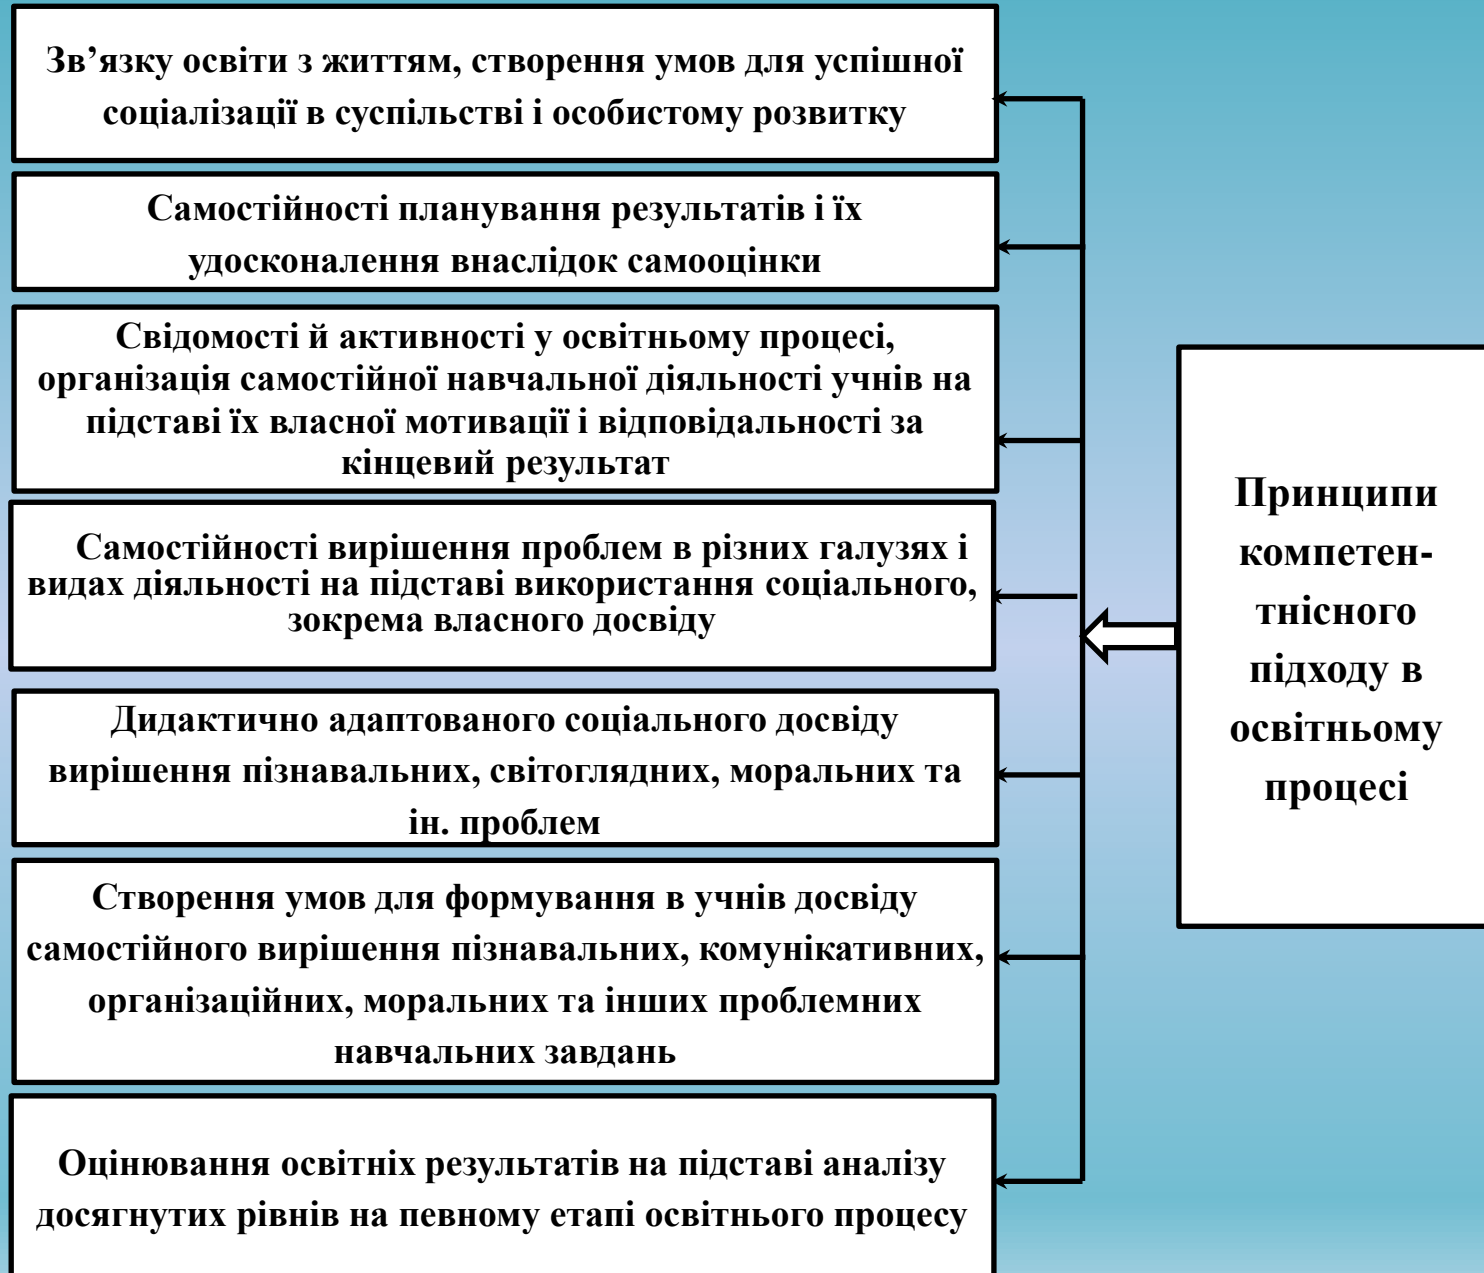 Зв’язку освіти з життям, створення умов для успішної
соціалізації в суспільстві і особистому розвитку
Самостійності планування результатів і їх
удосконалення внаслідок самооцінки
Свідомості й активності у освітньому процесі,
організація самостійної навчальної діяльності учнів на
підставі їх власної мотивації і відповідальності за
кінцевий результат
Самостійності вирішення проблем в різних галузях і
видах діяльності на підставі використання соціального,
зокрема власного досвіду
Дидактично адаптованого соціального досвіду
вирішення пізнавальних, світоглядних, моральних та
ін. проблем
Створення умов для формування в учнів досвіду
самостійного вирішення пізнавальних, комунікативних,
організаційних, моральних та інших проблемних
навчальних завдань
Оцінювання освітніх результатів на підставі аналізу
досягнутих рівнів на певному етапі освітнього процесу
Принципи
компетен-
тнісного
підходу в
освітньому
процесі